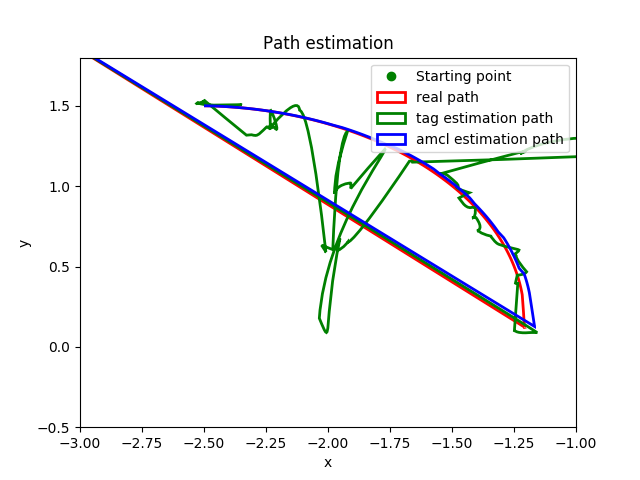 Path estimation
Starting point
real path
tag estimation path
amcl estimation path
y
1.5
1.0
0.5
0.0
−0.5
−3.00 −2.75 −2.50 −2.25 −2.00 −1.75 −1.50 −1.25 −1.00
x